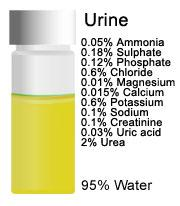 Urine
0.05% Ammonia
0.18% Sulphate
0.12% Phosphate
0.6% Chloride
0.01% Magnesium
0.015% Calcium
0.6% Potassium
0.1% Sodium
0.1% Creatinine
0.03% Uric acid
2% Urea
95% Water